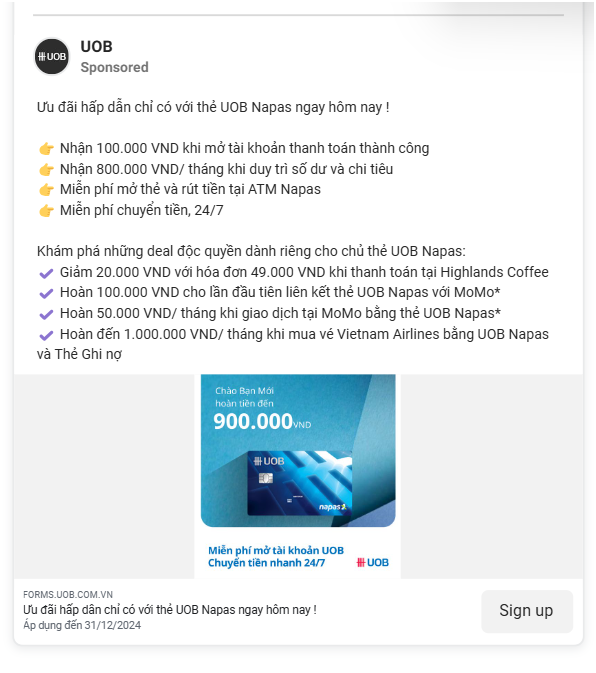 UOB
UOB
Sponsored
Ưu đãi hấp dẫn chỉ có với thẻ UOB Napas ngay hôm nay !
👉 Nhận 100.000 VND khi mở tài khoản thanh toán thành công
👉 Nhận 800.000 VND/ tháng khi duy trì số dư và chi tiêu
👉 Miễn phí mở thẻ và rút tiền tại ATM Napas
👉 Miễn phí chuyển tiền, 24/7
Khám phá những deal độc quyền dành riêng cho chủ thẻ UOB Napas:
✔ Giảm 20.000 VND với hóa đơn 49.000 VND khi thanh toán tại Highlands Coffee
✔ Hoàn 100.000 VND cho lần đầu tiên liên kết thẻ UOB Napas với MoMo*
✔ Hoàn 50.000 VND/ tháng khi giao dịch tại MoMo bằng thẻ UOB Napas*
✔ Hoàn đến 1.000.000 VND/ tháng khi mua vé Vietnam Airlines bằng UOB Napas
và Thẻ Ghi nợ
Chào Bạn Mới
hoàn tiền đến
900.000 VND
UOB
napas
Miễn phí mở tài khoản UOB
Chuyển tiền nhanh 24/7
UOB
FORMS.UOB.COM.VN
Ưu đãi hấp dẫn chỉ có với thẻ UOB Napas ngay hôm nay !
Áp dụng đến 31/12/2024
Sign up